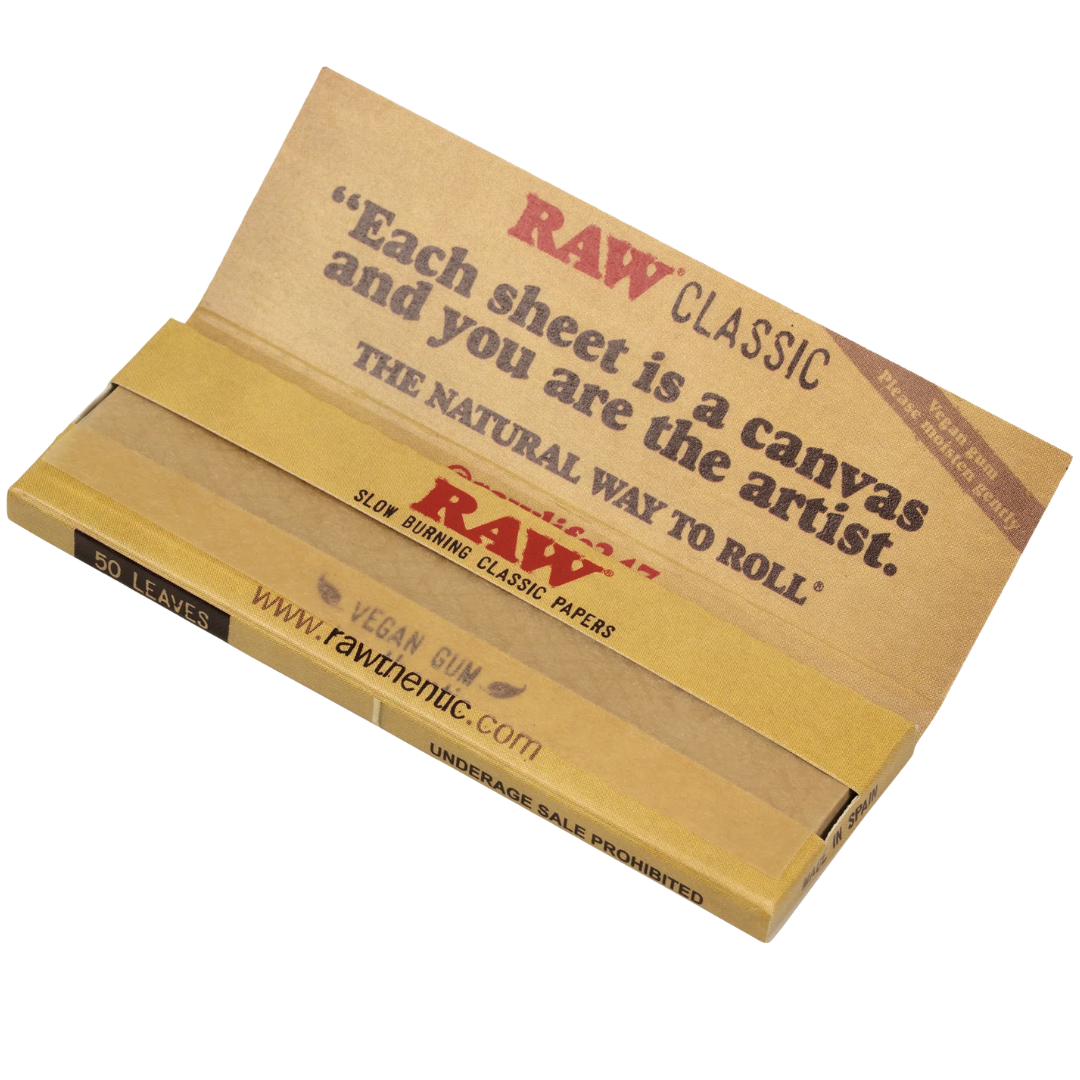 RAW® CLASSIC
“Each sheet is a canvas
and you are the artist.
THE NATURAL WAY TO ROLL®
Vegan gum
Please moisten gently
RAW®
SLOW BURNING CLASSIC PAPERS
VEGAN GUM
www.rawthentic.com
50 LEAVES
UNDERAGE SALE PROHIBITED
MADE IN SPAIN